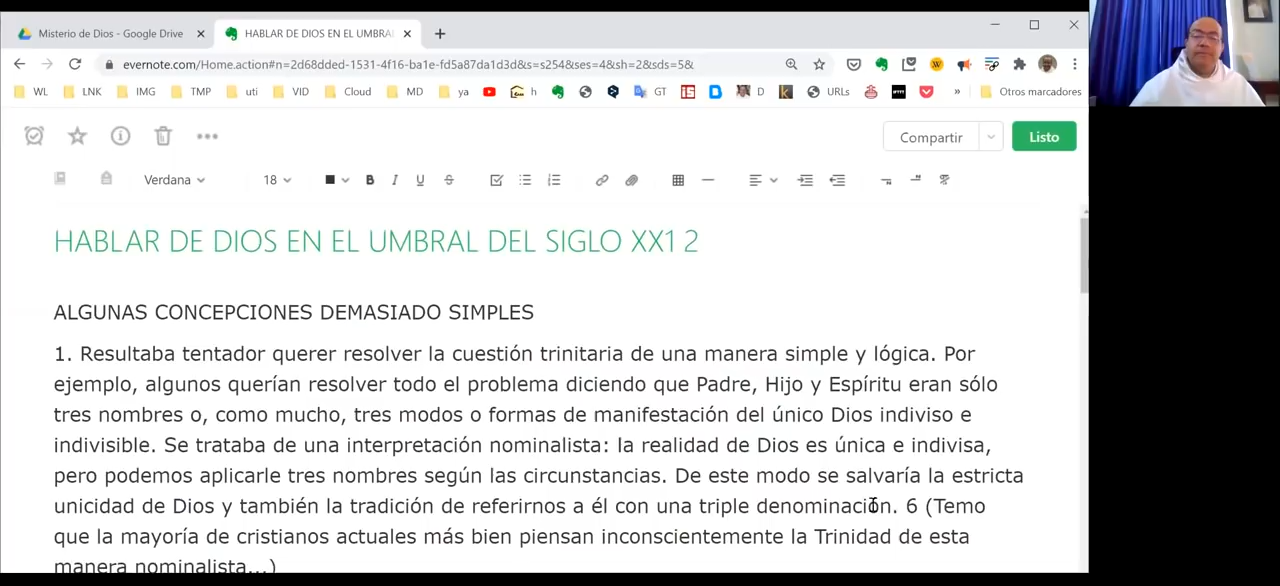 Misterio de Dios - Google Drive
HABLAR DE DIOS EN EL UMBRA
evernote.com/Home.action#n=2d68dded-1531-4f16-ba1e-fd5a87da1d3d&s=s254&ses=4&sh=2&sds=5&
WL LNK IMG TMP uti VID Cloud MD ya h GT D k URLs » Otros marcadores
Compartir
Listo
Verdana 18 B I U S
HABLAR DE DIOS EN EL UMBRAL DEL SIGLO XX1 2
ALGUNAS CONCEPCIONES DEMASIADO SIMPLES
1. Resultaba tentador querer resolver la cuestión trinitaria de una manera simple y lógica. Por
ejemplo, algunos querían resolver todo el problema diciendo que Padre, Hijo y Espíritu eran sólo
tres nombres o, como mucho, tres modos o formas de manifestación del único Dios indiviso e
indivisible. Se trataba de una interpretación nominalista: la realidad de Dios es única e indivisa,
pero podemos aplicarle tres nombres según las circunstancias. De este modo se salvaría la estricta
unicidad de Dios y también la tradición de referirnos a él con una triple denominación. 6 (Temo
que la mayoría de cristianos actuales más bien piensan inconscientemente la Trinidad de esta
manera nominalista...)